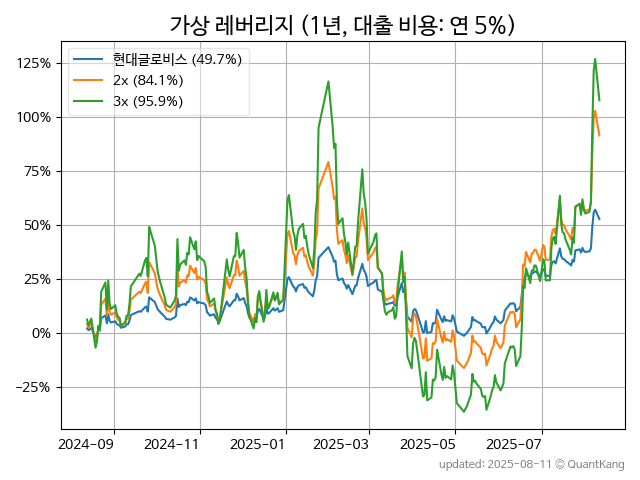 가상 레버리지 (1년, 대출 비용: 연 5%)
현대글로비스 (49.7%)
2x (84.1%)
3x (95.9%)
125%
100%
75%
50%
25%
0%
−25%
2024-09
2024-11
2025-01
2025-03
2025-05
2025-07
updated: 2025-08-11 © QuantKang